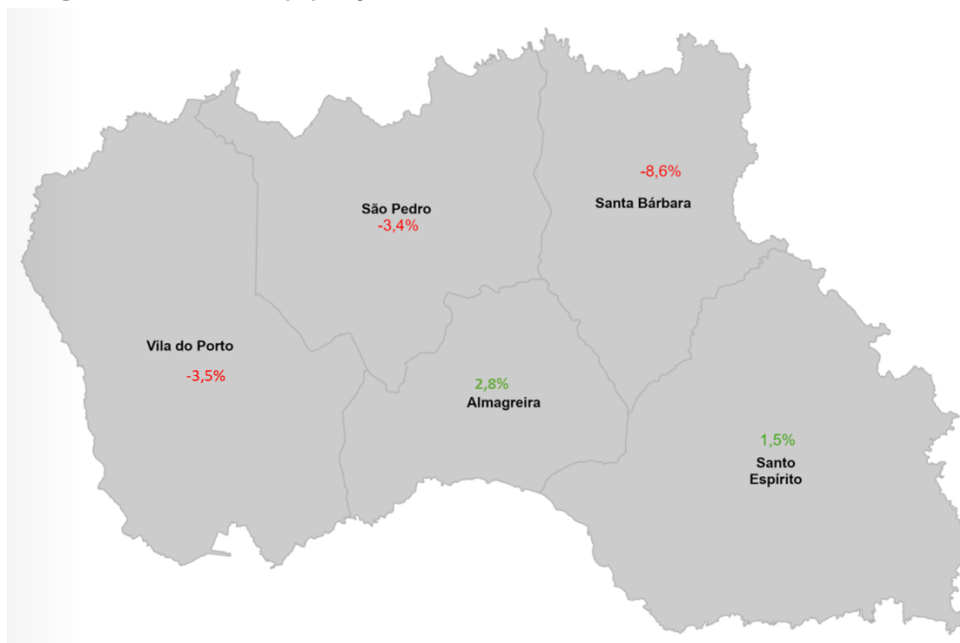 -8,6%
Santa Bárbara
São Pedro
-3,4%
Vila do Porto
-3,5%
2,8%
Almagreira
1,5%
Santo
Espírito